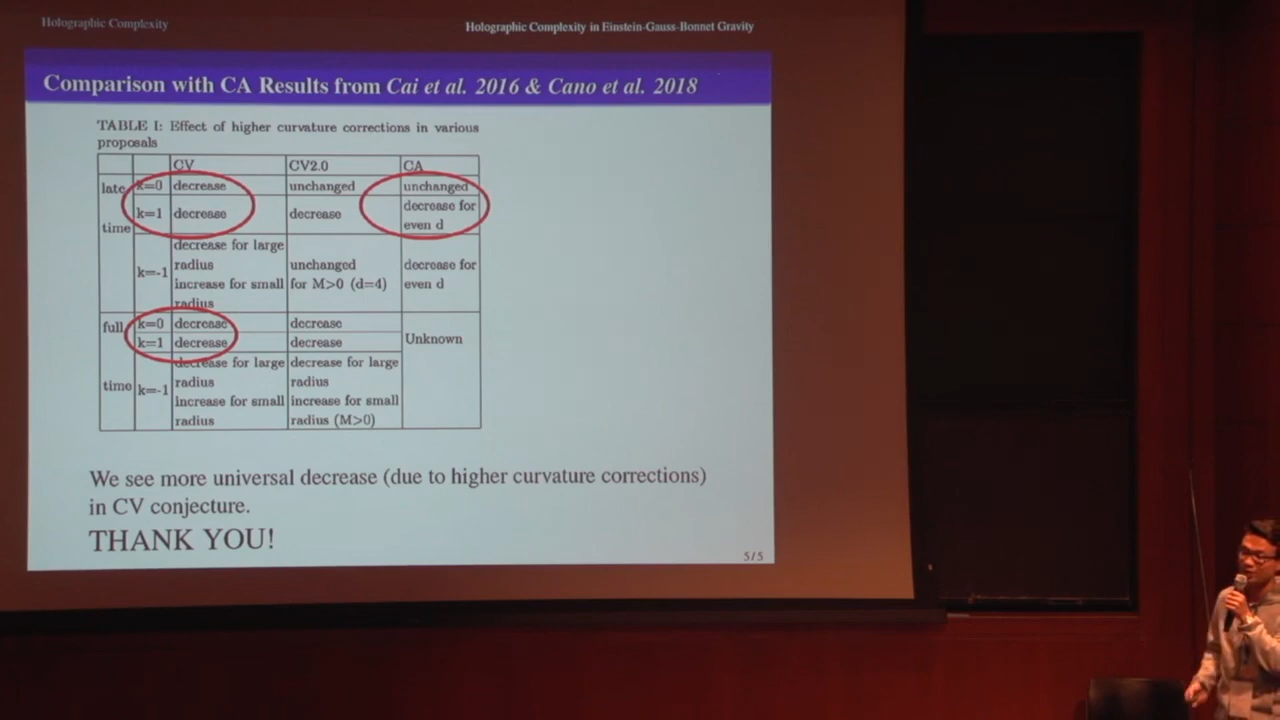 Holographic Complexity
Holographic Complexity in Einstein-Gauss-Bonnet Gravity
Comparison with CA Results from Cai et al. 2016 & Cano et al. 2018
TABLE I: Effect of higher curvature corrections in various
proposals
CV CV2.0 CA
late k=0 decrease unchanged unchanged
time k=1 decrease decrease decrease for
even d
k=-1 decrease for large
radius
increase for small
radius
unchanged
for M>0 (d=4)
decrease for
even d
full k=0 decrease decrease Unknown
k=1 decrease decrease
time k=-1 decrease for large
radius
increase for small
radius
decrease for large
radius
increase for small
radius (M>0)
We see more universal decrease (due to higher curvature corrections)
in CV conjecture.
THANK YOU!
5/5